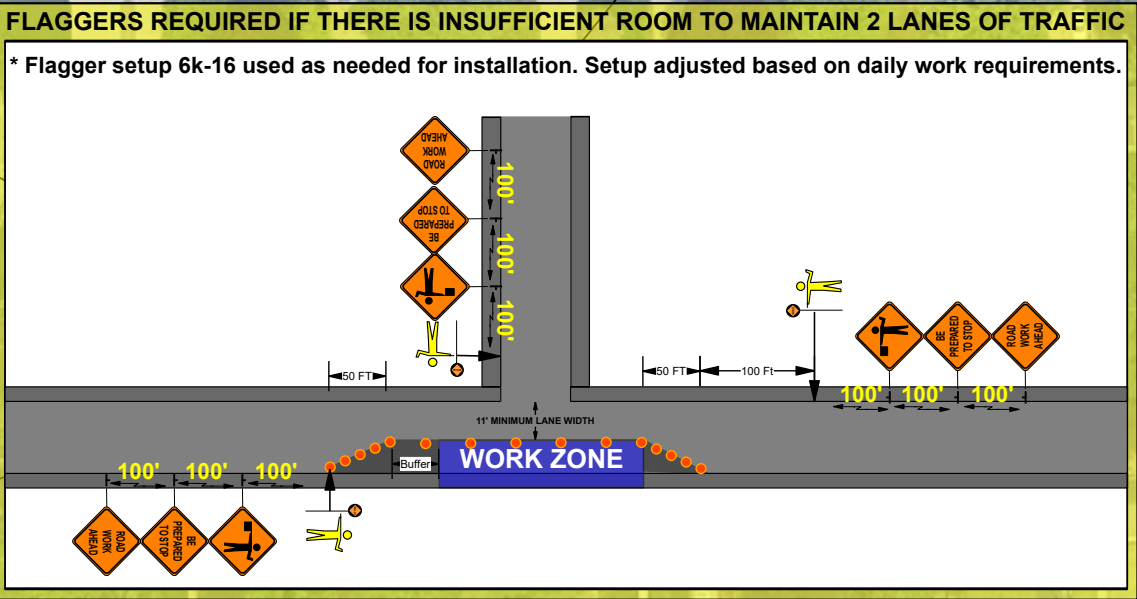 FLAGGERS REQUIRED IF THERE IS INSUFFICIENT ROOM TO MAINTAIN 2 LANES OF TRAFFIC
* Flagger setup 6k-16 used as needed for installation. Setup adjusted based on daily work requirements.
ROAD
WORK
AHEAD
100'
BE
PREPARED
TO STOP
100'
100'
50 FT
50 FT
100 Ft
BE
PREPARED
TO STOP
ROAD
WORK
AHEAD
100'
100'
100'
11' MINIMUM LANE WIDTH
Buffer
WORK ZONE
100'
100'
100'
ROAD
WORK
AHEAD
BE
PREPARED
TO STOP